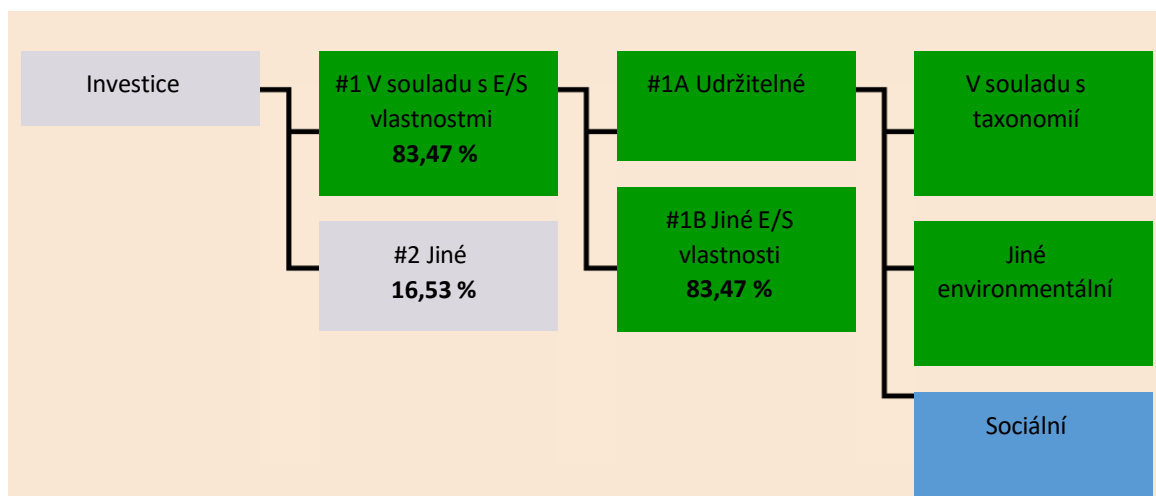 Investice
#1 V souladu s E/S
vlastnostmi
83,47 %
#2 Jiné
16,53 %
#1A Udržitelné
#1B Jiné E/S
vlastnosti
83,47 %
V souladu s
taxonomií
Jiné
environmentální
Sociální